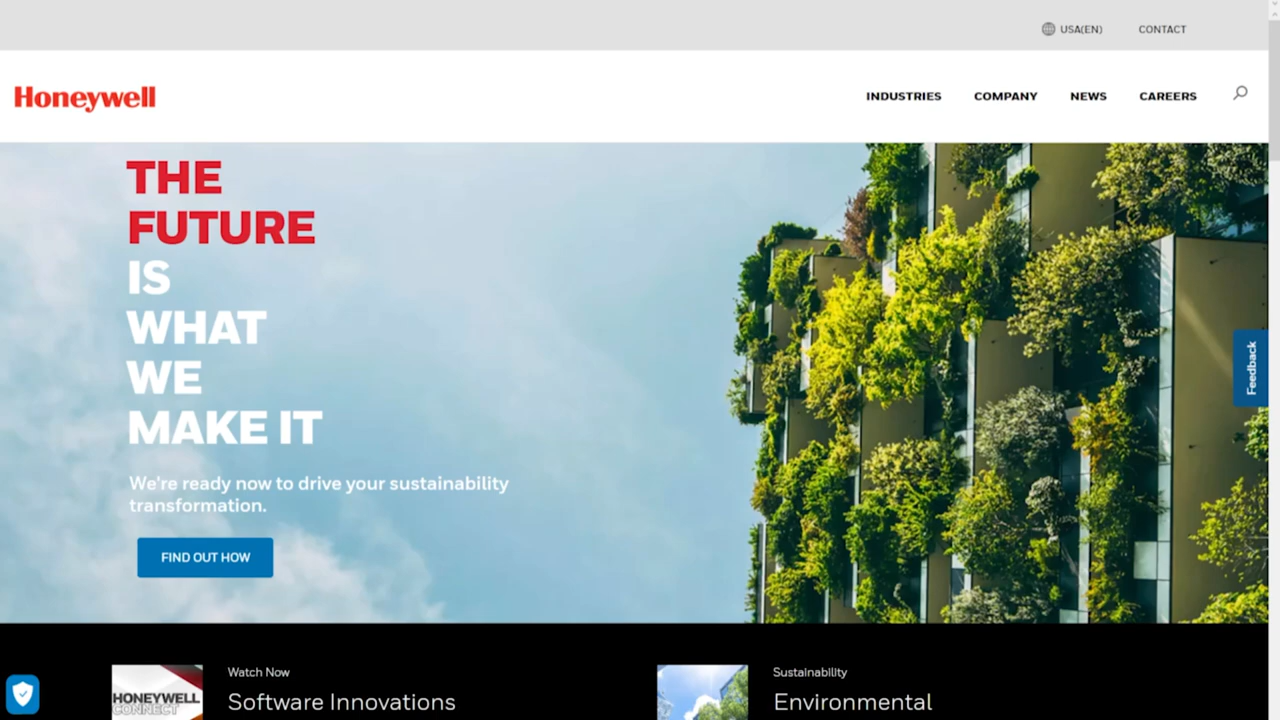 USA(EN) CONTACT
Honeywell INDUSTRIES COMPANY NEWS CAREERS
THE
FUTURE
IS
WHAT
WE
MAKE IT
We're ready now to drive your sustainability
transformation.
FIND OUT HOW
Feedback
Watch Now
Software Innovations
HONEYWELL
CONNECT
Sustainability
Environmental